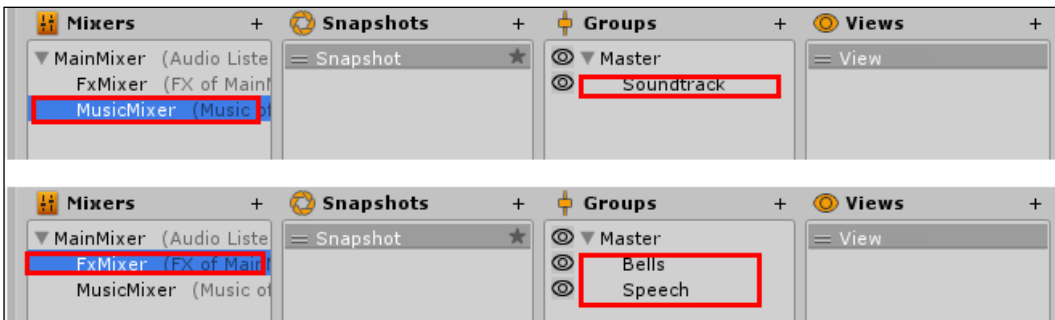 Mixers + Snapshots + Groups + Views +
MainMixer (Audio Liste = Snapshot Master = View
FxMixer (FX of Main Soundtrack
MusicMixer (Music of
Mixers + Snapshots + Groups + Views +
MainMixer (Audio Liste = Snapshot Master = View
FxMixer (FX of Main Bells
MusicMixer (Music of Speech